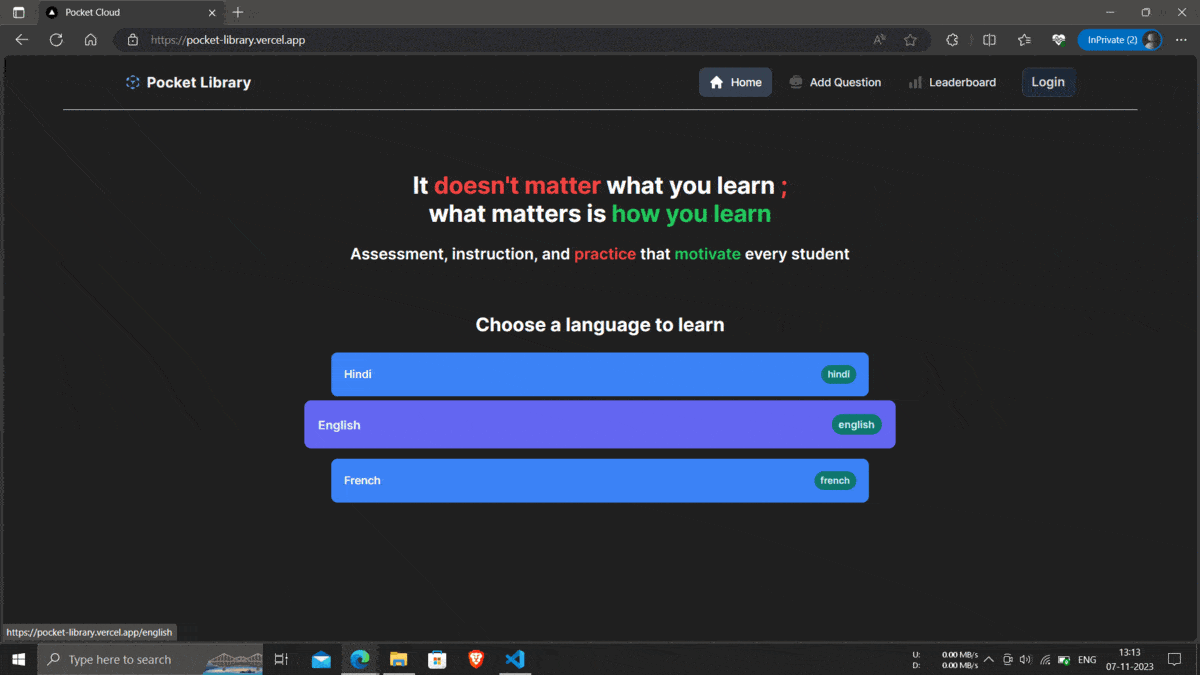 Pocket Cloud
https://pocket-library.vercel.app
InPrivate (2)
Pocket Library
Home
Add Question
Leaderboard
Login
It doesn't matter what you learn ;
what matters is how you learn
Assessment, instruction, and practice that motivate every student
Choose a language to learn
Hindi
hindi
English
english
French
french
https://pocket-library.vercel.app/english
Type here to search
U: 0.00 MB/s
D: 0.00 MB/s
ENG
13:13
07-11-2023